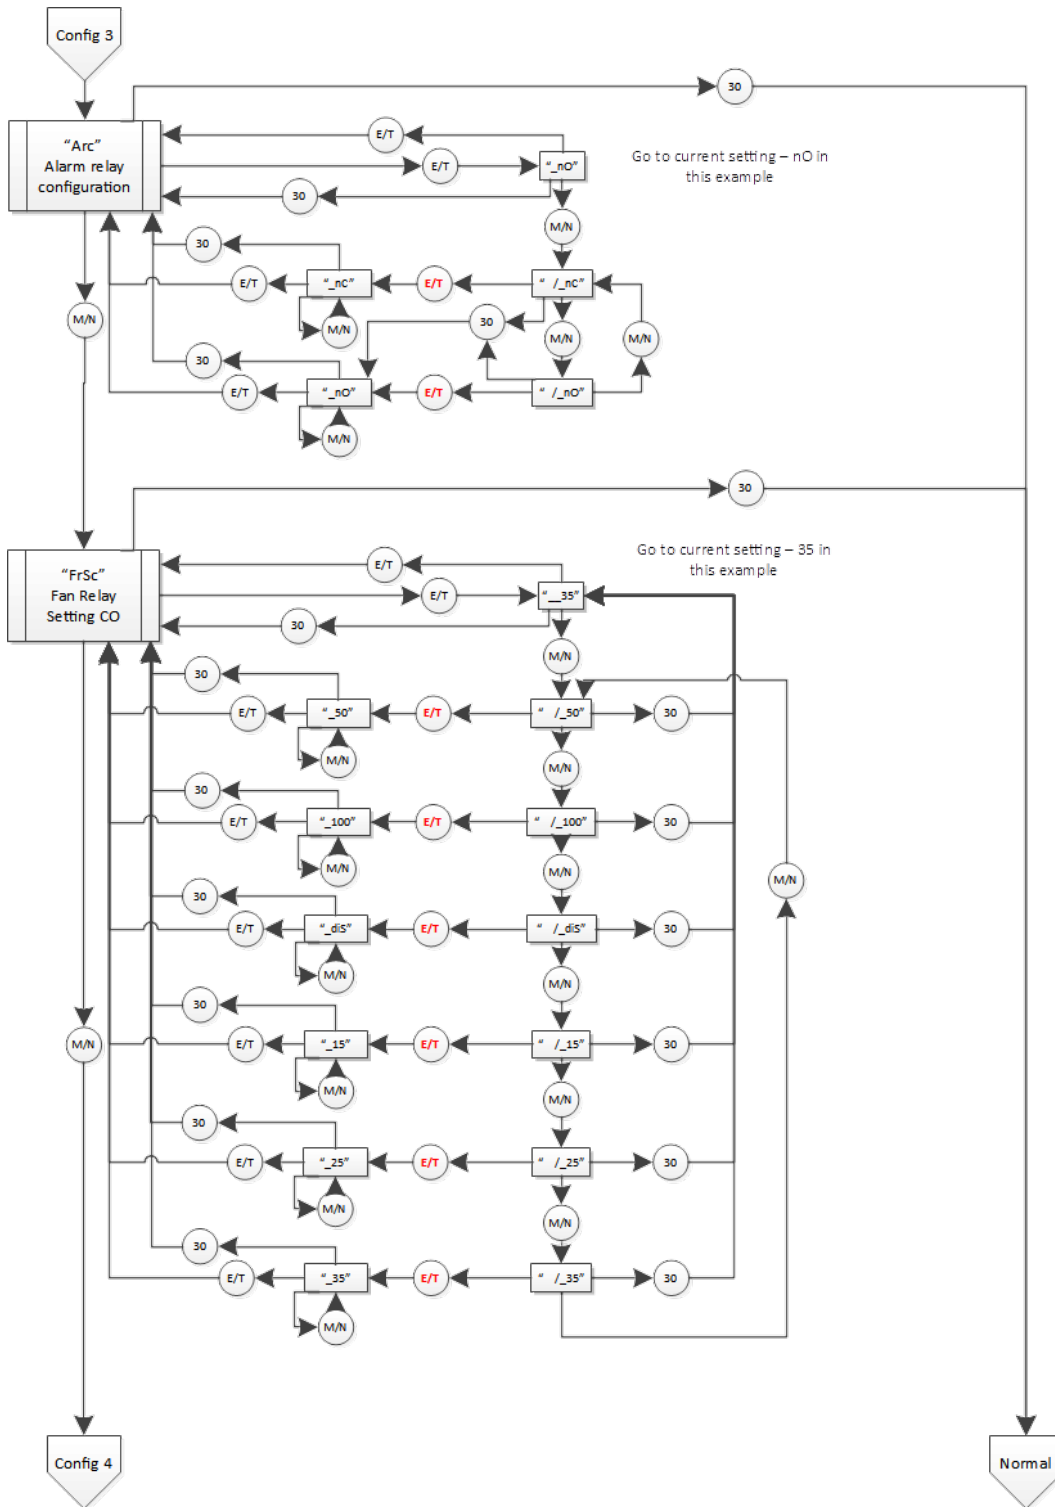 Config 3
30
"Arc"
Alarm relay
configuration
E/T
E/T
"_nO"
Go to current setting – nO in
this example
30
M/N
30
E/T
"_nC"
E/T
" /_nC"
M/N
M/N
30
M/N
M/N
30
E/T
"_nO"
E/T
" /_nO"
M/N
30
"FrSc"
Fan Relay
Setting CO
E/T
E/T
"__35"
Go to current setting – 35 in
this example
30
M/N
30
E/T
"_50"
E/T
" /_50"
30
M/N
M/N
30
E/T
"_100"
E/T
" /_100"
30
M/N
M/N
M/N
30
E/T
"_diS"
E/T
" /_diS"
30
M/N
M/N
30
M/N
E/T
"_15"
E/T
" /_15"
30
M/N
M/N
30
E/T
"_25"
E/T
" /_25"
30
M/N
M/N
30
E/T
"_35"
E/T
" /_35"
30
M/N
Config 4
Normal